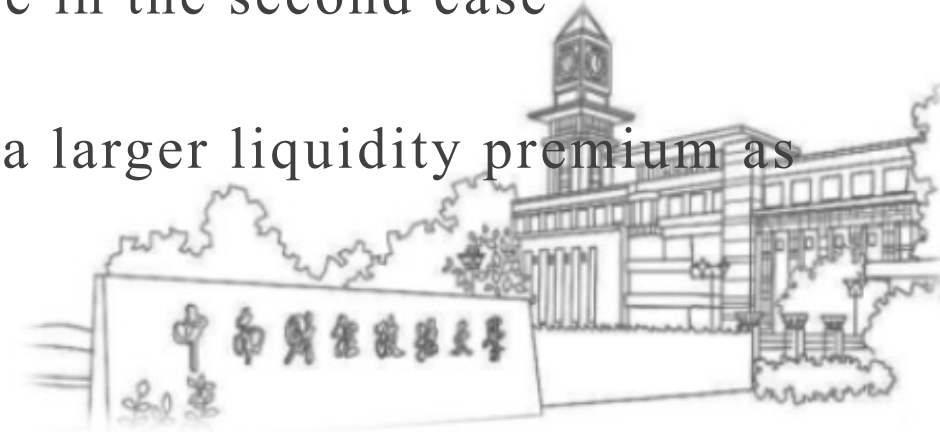 e in the second case
a larger liquidity premium as
中南财经政法大学